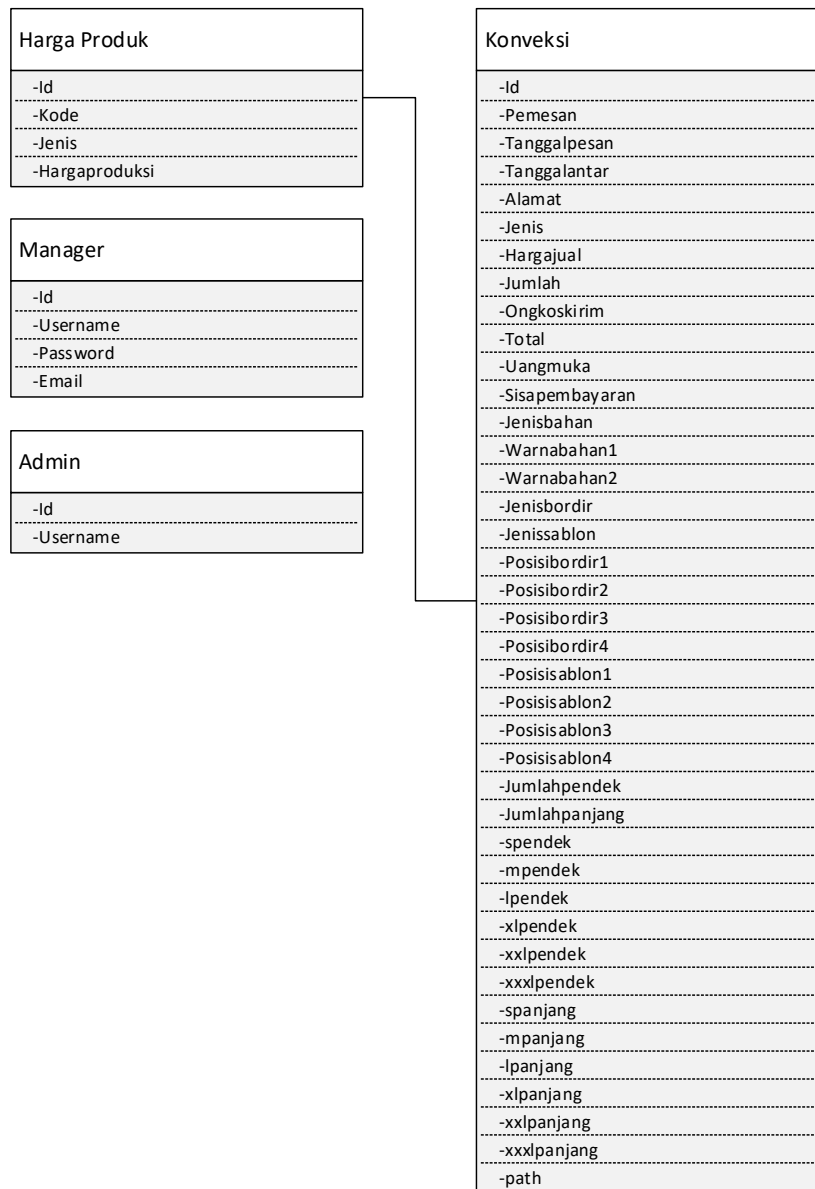 Harga Produk
-Id
-Kode
-Jenis
-Hargaproduksi
Manager
-Id
-Username
-Password
-Email
Admin
-Id
-Username
Konveksi
-Id
-Pemesan
-Tanggalpesan
-Tanggalantar
-Alamat
-Jenis
-Hargajual
-Jumlah
-Ongkoskirim
-Total
-Uangmuka
-Sisapembayaran
-Jenisbahan
-Warnabahan1
-Warnabahan2
-Jenisbordir
-Jenissablon
-Posisibordir1
-Posisibordir2
-Posisibordir3
-Posisibordir4
-Posisisablon1
-Posisisablon2
-Posisisablon3
-Posisisablon4
-Jumlahpendek
-Jumlahpanjang
-spendek
-mpendek
-lpendek
-xlpendek
-xxlpendek
-xxxlpendek
-spanjang
-mpanjang
-lpanjang
-xlpanjang
-xxlpanjang
-xxxlpanjang
-path